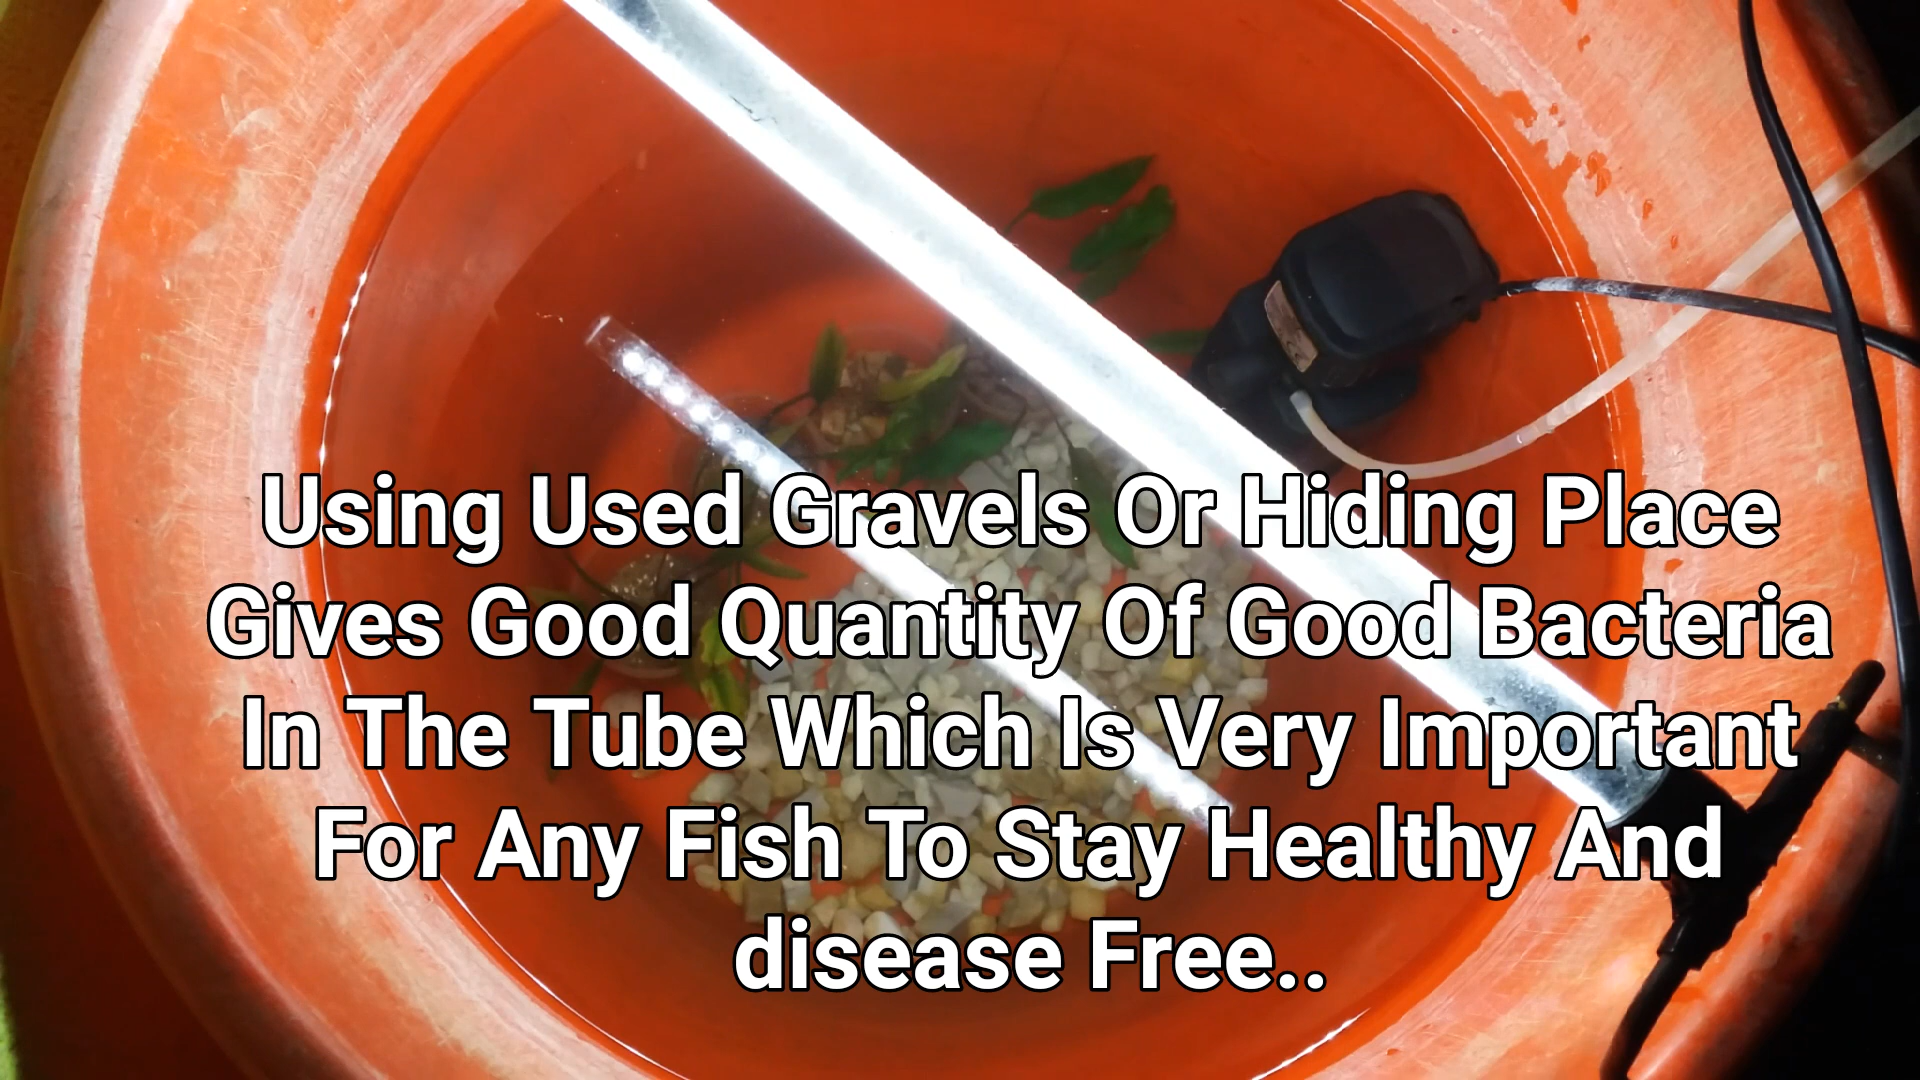 Using Used Gravels Or Hiding Place
Gives Good Quantity Of Good Bacteria
In The Tube Which Is Very Important
For Any Fish To Stay Healthy And
disease Free..